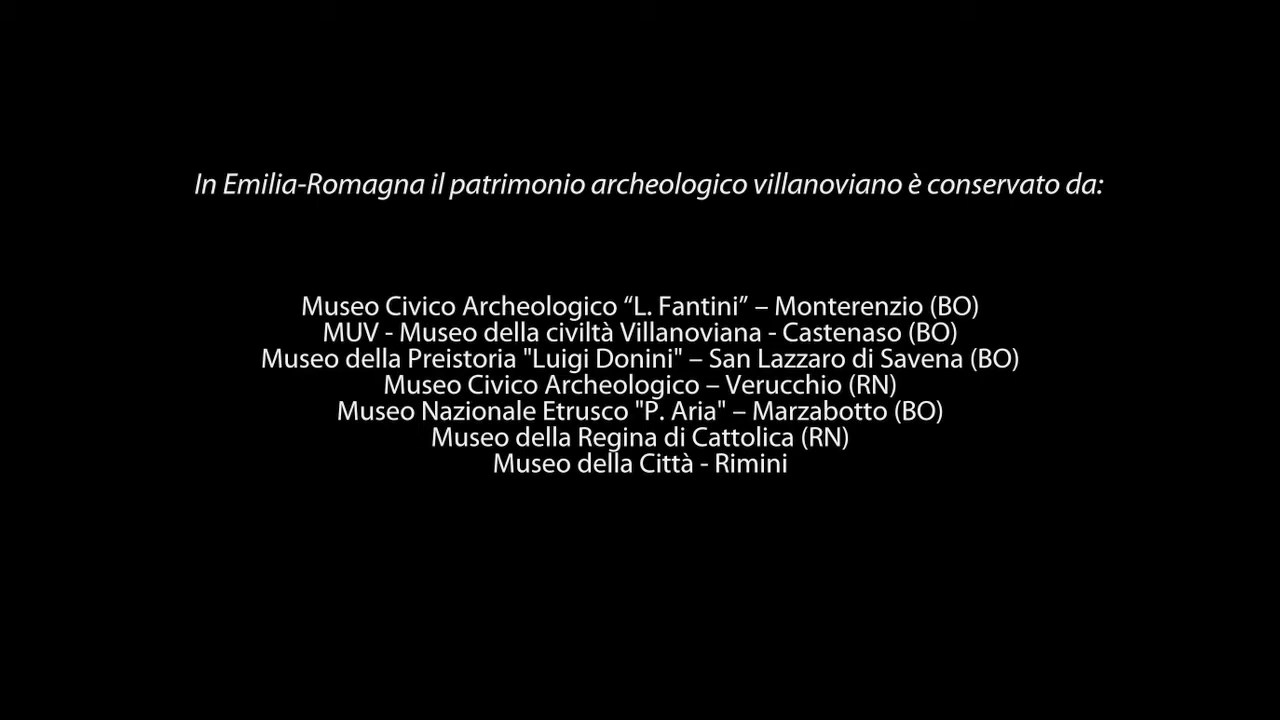 In Emilia-Romagna il patrimonio archeologico villanoviano è conservato da:
Museo Civico Archeologico “L. Fantini” – Monterenzio (BO)
MUV - Museo della civiltà Villanoviana - Castenaso (BO)
Museo della Preistoria "Luigi Donini" – San Lazzaro di Savena (BO)
Museo Civico Archeologico – Verucchio (RN)
Museo Nazionale Etrusco "P. Aria" – Marzabotto (BO)
Museo della Regina di Cattolica (RN)
Museo della Città - Rimini